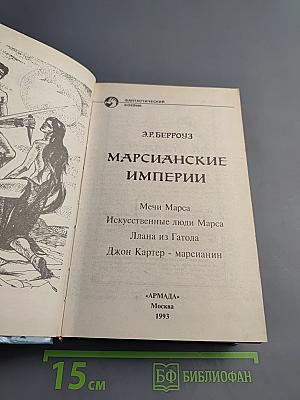 ФАНТАСТИЧЕСКИЙ
БОЕВИК
Э.Р.БЕРРОУЗ
МАРСИАНСКИЕ
ИМПЕРИИ
Мечи Марса
Искусственные люди Марса
Ллана из Гатола
Джон Картер - марсианин
«АРМАДА»
Москва
1993
15 см
БФ БИБЛИОФАН